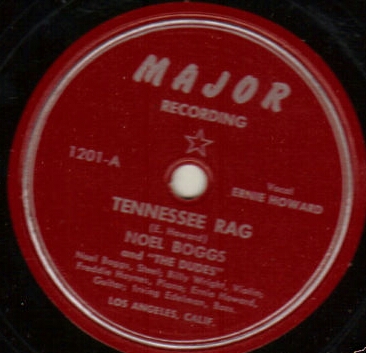 MAJOR
RECORDING
1201-A
Vocal
ERNIE HOWARD
TENNESSEE RAG
(E. Howard)
NOEL BOGGS
and "THE DUDES"
Noel Boggs, Steel; Billy Wright, Violin;
Freddie Haynes, Piano; Ernie Howard,
Guitar; Irving Edelman, Bass.
LOS ANGELES, CALIF.